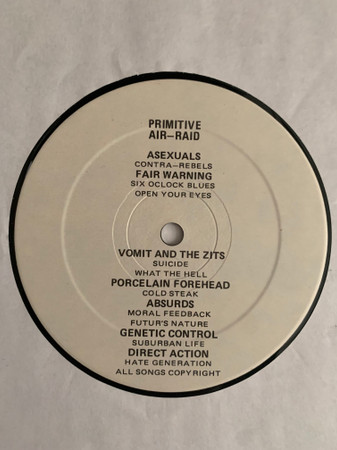 PRIMITIVE
AIR-RAID
ASEXUALS
CONTRA-REBELS
FAIR WARNING
SIX OCLOCK BLUES
OPEN YOUR EYES
VOMIT AND THE ZITS
SUICIDE
WHAT THE HELL
PORCELAIN FOREHEAD
COLD STEAK
ABSURDS
MORAL FEEDBACK
FUTUR'S NATURE
GENETIC CONTROL
SUBURBAN LIFE
DIRECT ACTION
HATE GENERATION
ALL SONGS COPYRIGHT